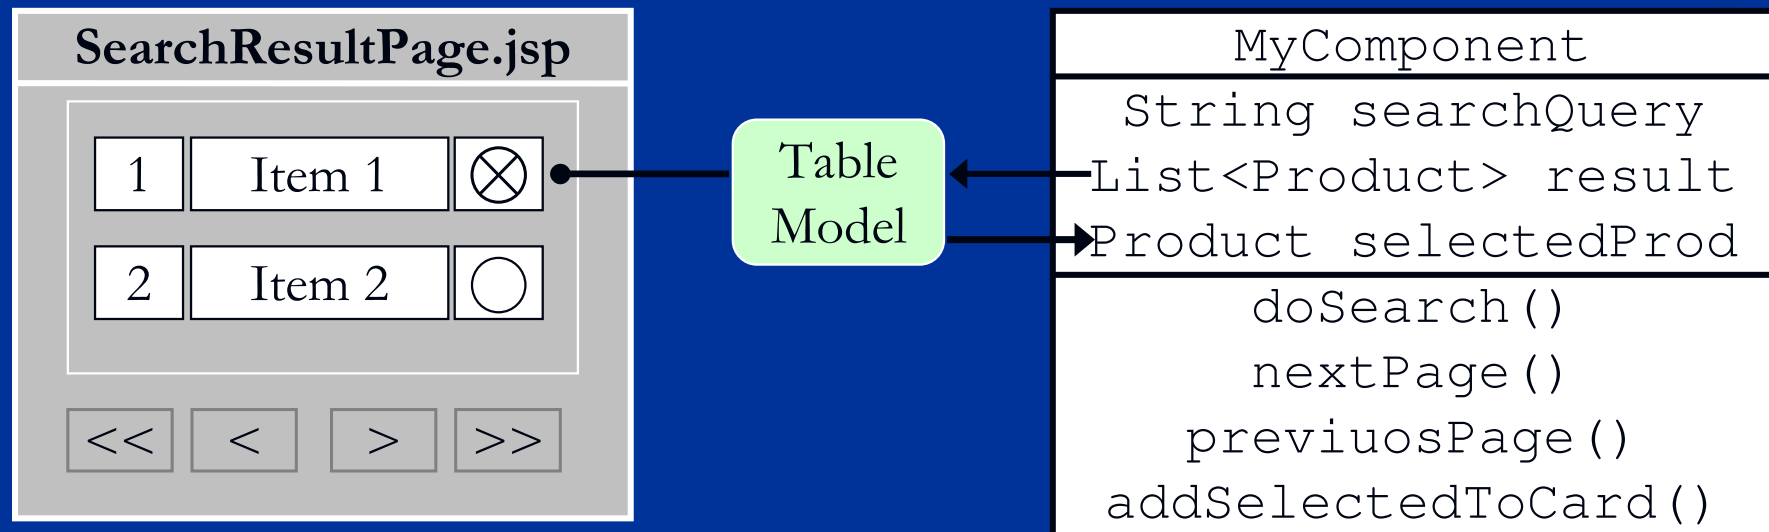 SearchResultPage.jsp
1 Item 1
2 Item 2
<< < > >>
Table
Model
MyComponent
String searchQuery
List<Product> result
Product selectedProd
doSearch()
nextPage()
previuosPage()
addSelectedToCard()